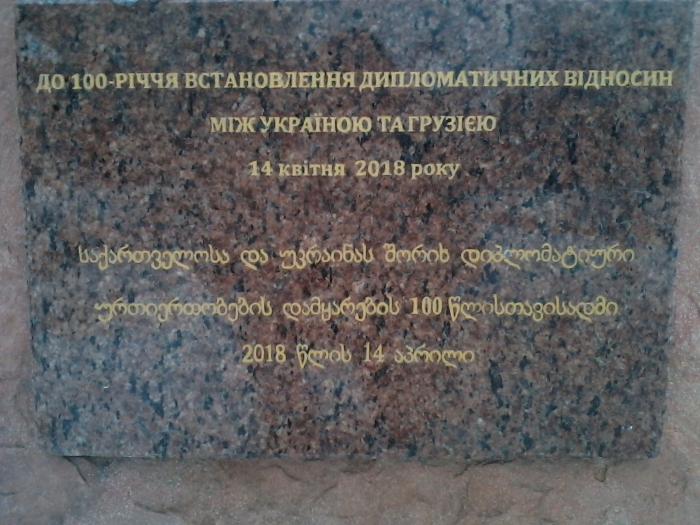 ДО 100-РІЧЧЯ ВСТАНОВЛЕННЯ ДИПЛОМАТИЧНИХ ВІДНОСИН
МІЖ УКРАЇНОЮ ТА ГРУЗІЄЮ
14 квітня 2018 року
საქართველოსა და უკრაინას შორის დიპლომატიური
ურთიერთობების დამყარების 100 წლისთავისადმი
2018 წლის 14 აპრილი